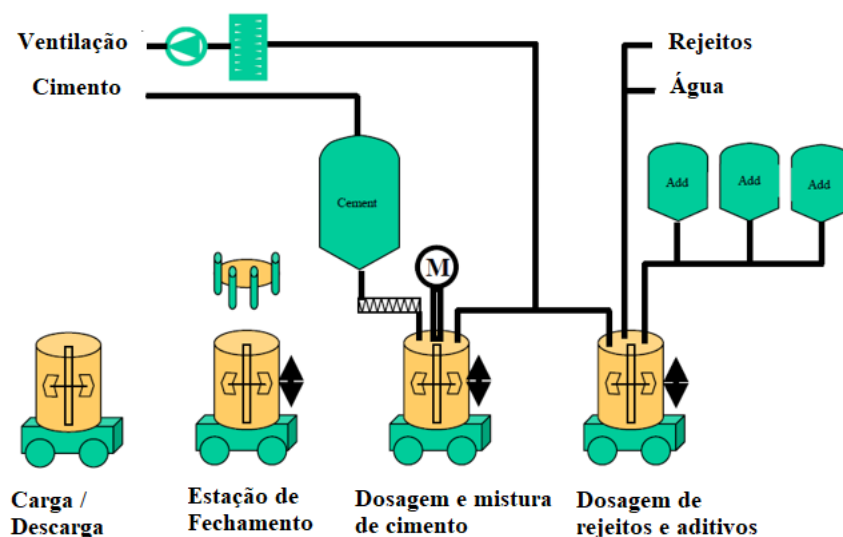 Ventilação
Cimento
Rejeitos
Água
Cement
Add
Add
Add
M
Carga /
Descarga
Estação de
Fechamento
Dosagem e mistura
de cimento
Dosagem de
rejeitos e aditivos